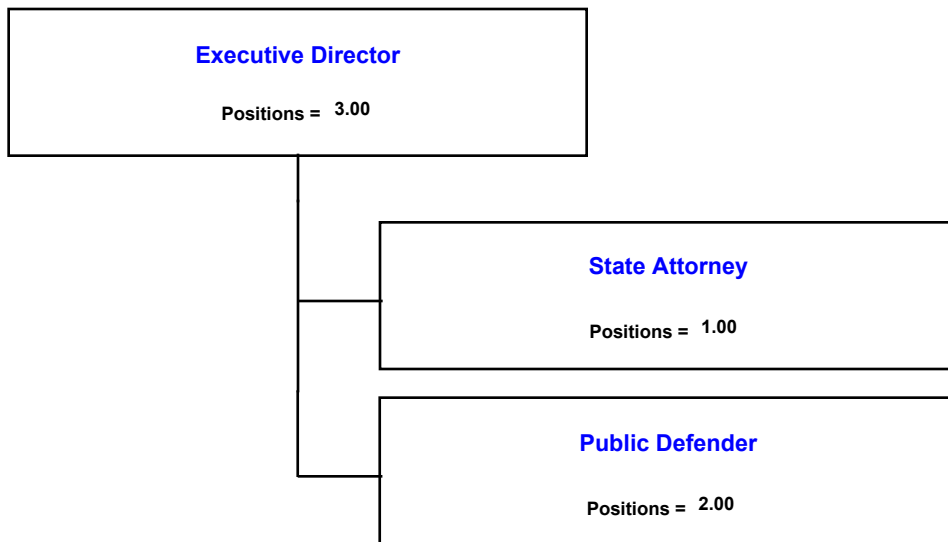 Executive Director
Positions = 3.00
State Attorney
Positions = 1.00
Public Defender
Positions = 2.00